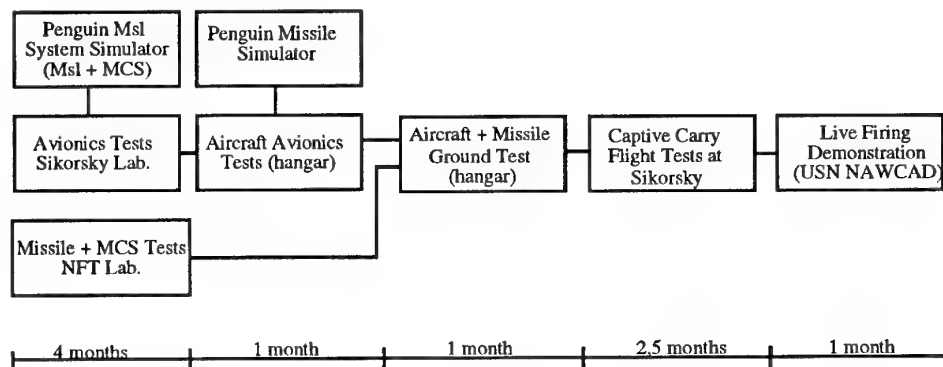 Penguin Msl
System Simulator
(Msl + MCS)
Penguin Missile
Simulator
Avionics Tests
Sikorsky Lab.
Aircraft Avionics
Tests (hangar)
Aircraft + Missile
Ground Test
(hangar)
Captive Carry
Flight Tests at
Sikorsky
Live Firing
Demonstration
(USN NAWCAD)
Missile + MCS Tests
NFT Lab.
4 months
1 month
1 month
2,5 months
1 month